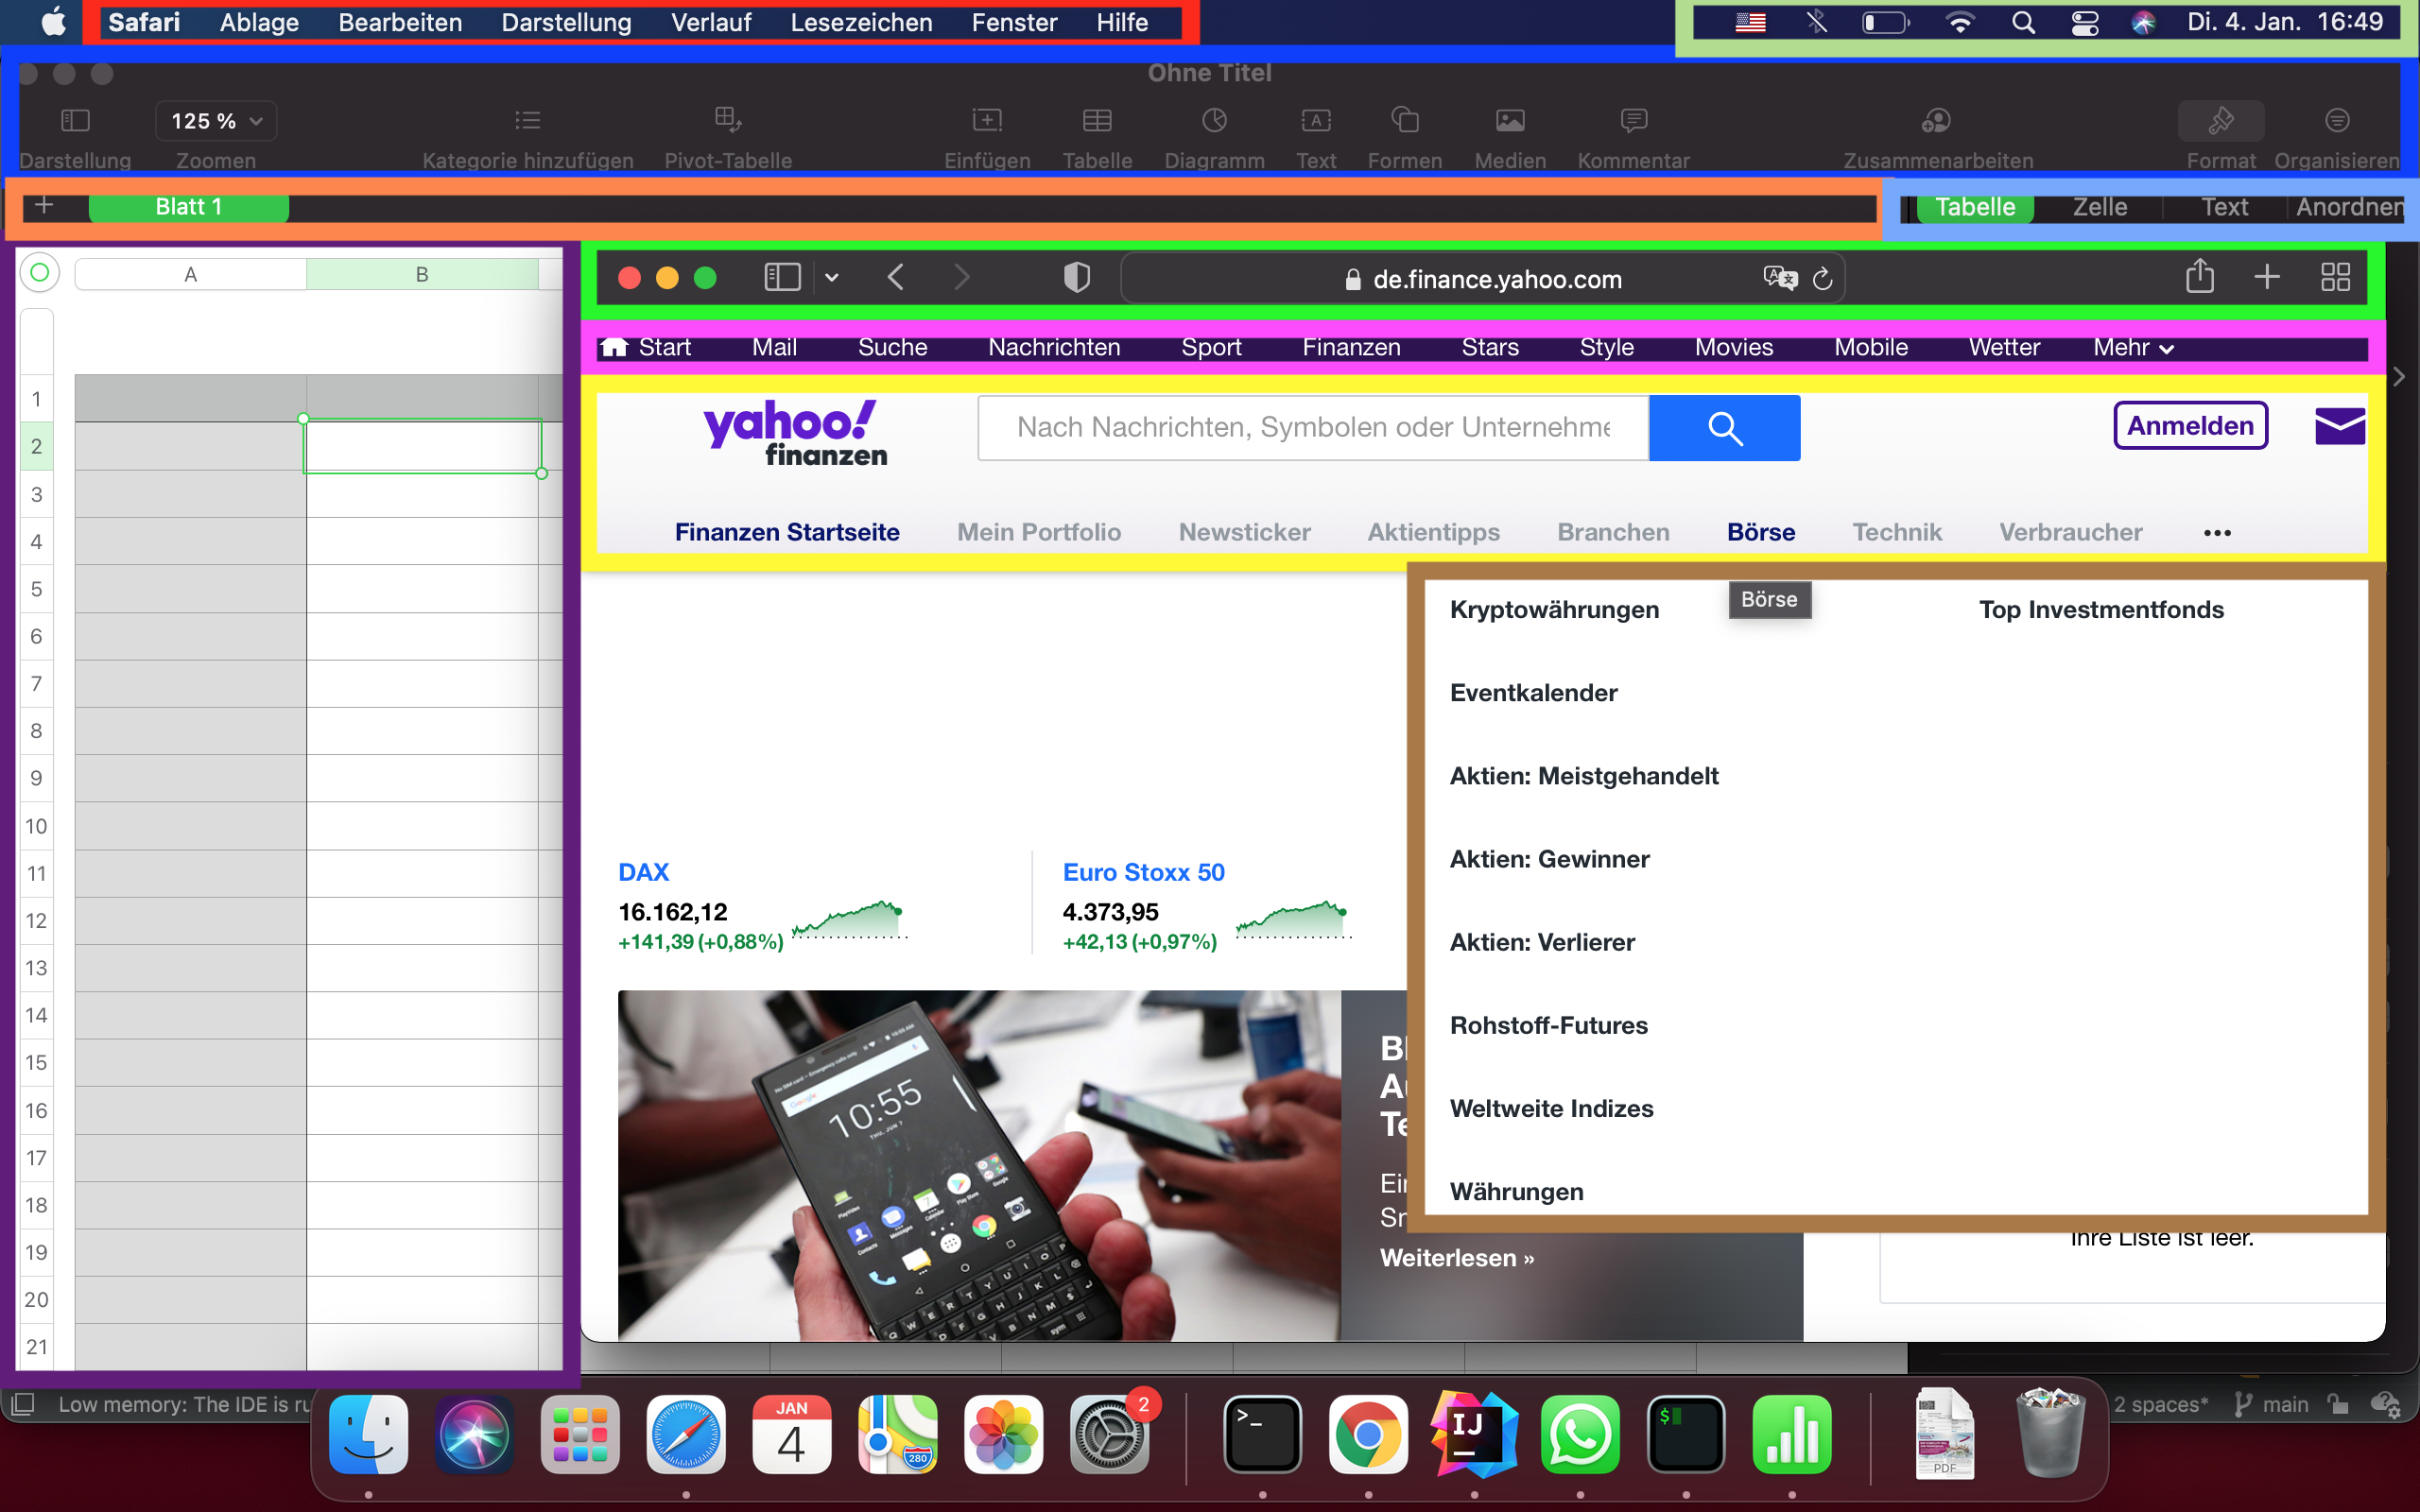 Safari Ablage Bearbeiten Darstellung Verlauf Lesezeichen Fenster Hilfe Di. 4. Jan. 16:49
Ohne Titel
125 %
Darstellung Zoomen Kategorie hinzufügen Pivot-Tabelle Einfügen Tabelle Diagramm Text Formen Medien Kommentar Zusammenarbeiten Format Organisieren
Blatt 1 Tabelle Zelle Text Anordnen
A B
1
2
3
4
5
6
7
8
9
10
11
12
13
14
15
16
17
18
19
20
21
de.finance.yahoo.com
Start Mail Suche Nachrichten Sport Finanzen Stars Style Movies Mobile Wetter Mehr
yahoo!
finanzen
Nach Nachrichten, Symbolen oder Unternehme
Anmelden
Finanzen Startseite Mein Portfolio Newsticker Aktientipps Branchen Börse Technik Verbraucher •••
Börse
Kryptowährungen Top Investmentfonds
Eventkalender
Aktien: Meistgehandelt
Aktien: Gewinner
Aktien: Verlierer
Rohstoff-Futures
Weltweite Indizes
Währungen
DAX
16.162,12
+141,39 (+0,88%)
Euro Stoxx 50
4.373,95
+42,13 (+0,97%)
Google
10:55
THU, JUN 7
Weiterlesen »
Ihre Liste ist leer.
Low memory: The IDE is ru
2 spaces* main
JAN
4
280
2
>_
IJ
$
PDF